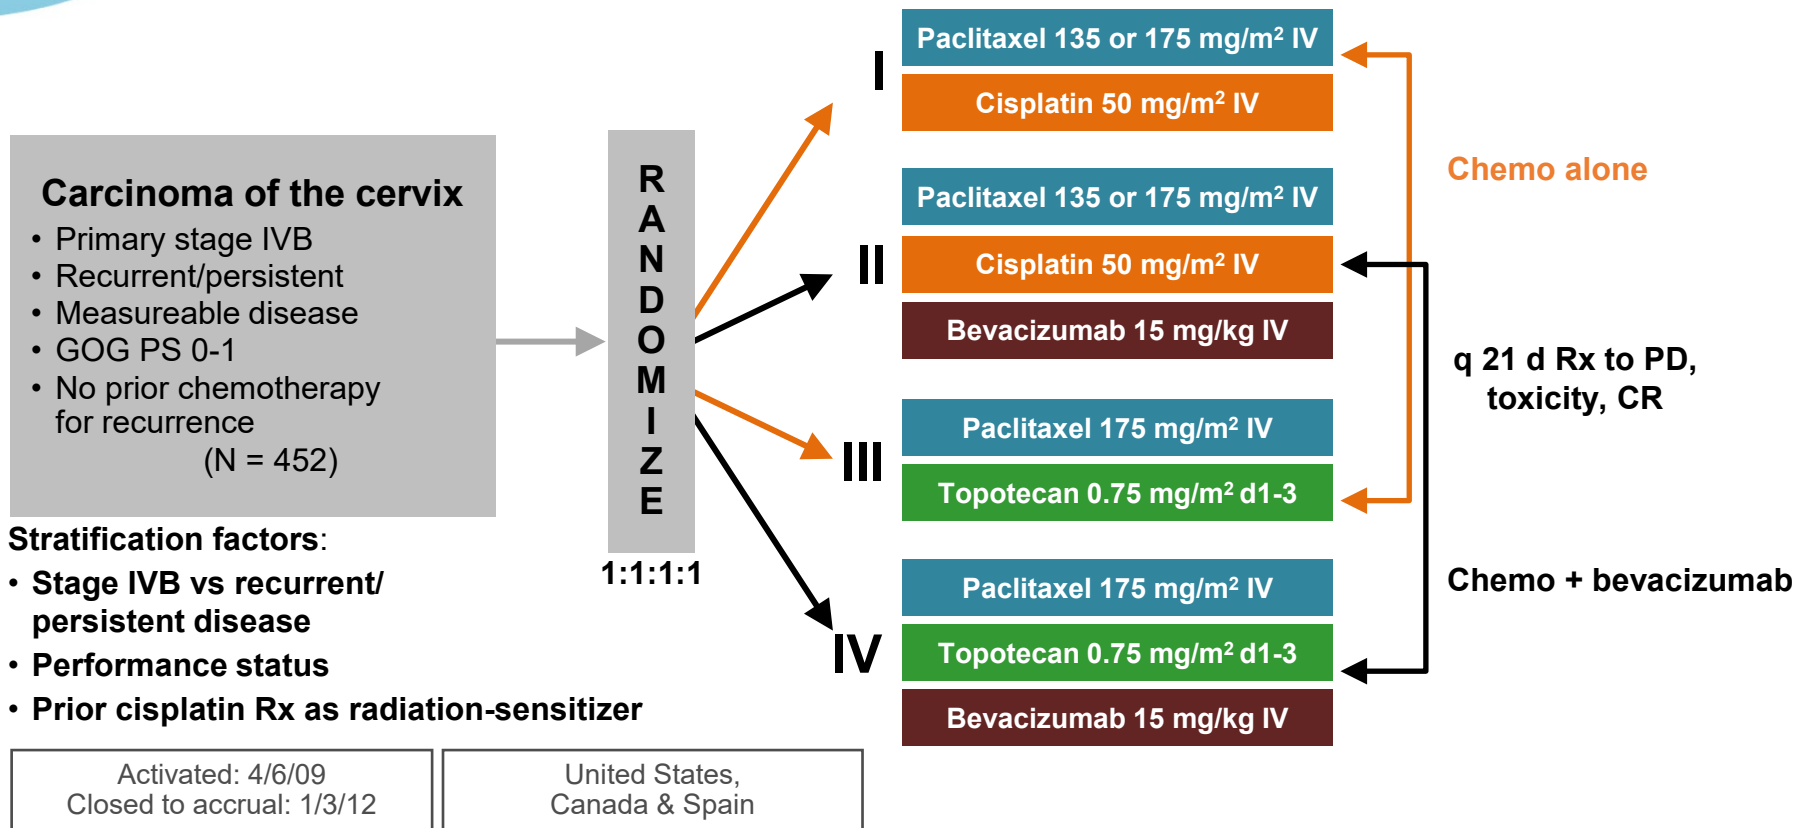 Carcinoma of the cervix
• Primary stage IVB
• Recurrent/persistent
• Measureable disease
• GOG PS 0-1
• No prior chemotherapy
for recurrence
(N = 452)
Stratification factors:
• Stage IVB vs recurrent/
persistent disease
• Performance status
• Prior cisplatin Rx as radiation-sensitizer
Activated: 4/6/09
Closed to accrual: 1/3/12
United States,
Canada & Spain
R
A
N
D
O
M
I
Z
E
1:1:1:1
I
Paclitaxel 135 or 175 mg/m² IV
Cisplatin 50 mg/m² IV
II
Paclitaxel 135 or 175 mg/m² IV
Cisplatin 50 mg/m² IV
Bevacizumab 15 mg/kg IV
III
Paclitaxel 175 mg/m² IV
Topotecan 0.75 mg/m² d1-3
IV
Paclitaxel 175 mg/m² IV
Topotecan 0.75 mg/m² d1-3
Bevacizumab 15 mg/kg IV
Chemo alone
q 21 d Rx to PD,
toxicity, CR
Chemo + bevacizumab